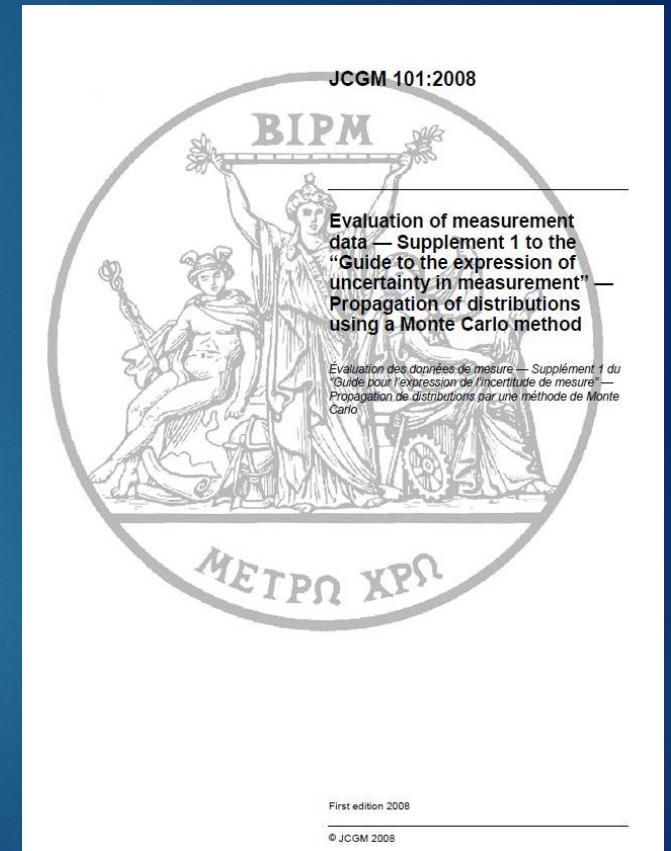 JCGM 101:2008
BIPM
Evaluation of measurement
data — Supplement 1 to the
“Guide to the expression of
uncertainty in measurement” —
Propagation of distributions
using a Monte Carlo method
Évaluation des données de mesure — Supplément 1 du
"Guide pour l'expression de l'incertitude de mesure" —
Propagation de distributions par une méthode de Monte
Carlo
ΜΕΤΡΩ ΧΡΩ
First edition 2008
© JCGM 2008